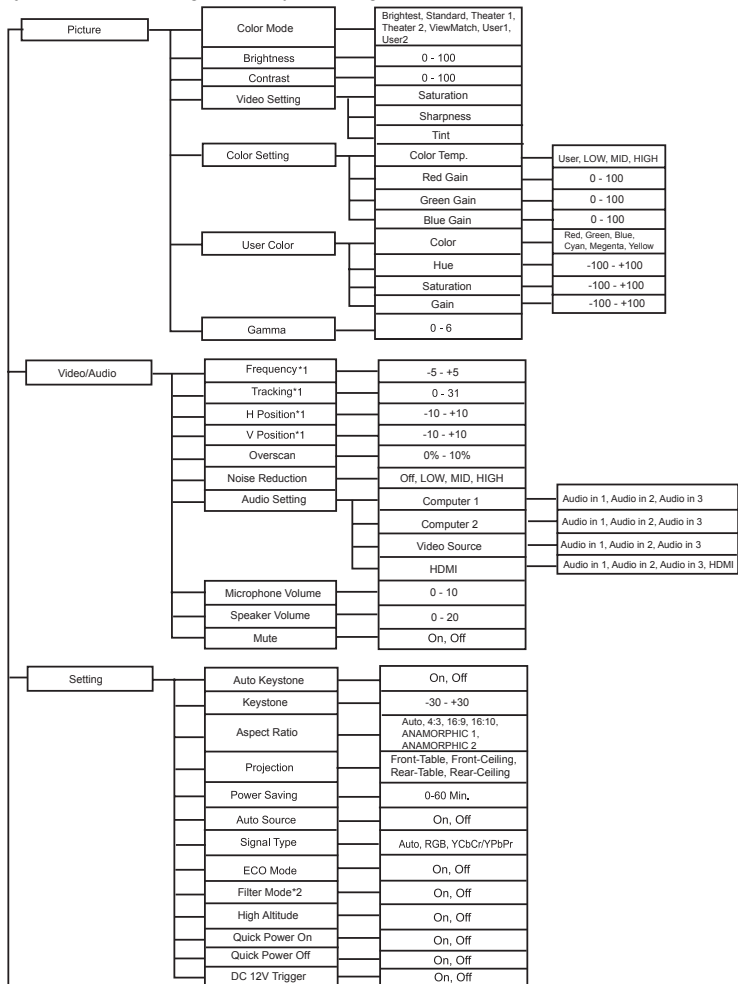 Picture
Color Mode
Brightest, Standard, Theater 1,
Theater 2, ViewMatch, User1,
User2
Brightness
0 - 100
Contrast
0 - 100
Video Setting
Saturation
Sharpness
Tint
Color Setting
Color Temp.
User, LOW, MID, HIGH
Red Gain
0 - 100
Green Gain
0 - 100
Blue Gain
0 - 100
User Color
Color
Red, Green, Blue,
Cyan, Megenta, Yellow
Hue
-100 - +100
Saturation
-100 - +100
Gain
-100 - +100
Gamma
0 - 6
Video/Audio
Frequency*1
-5 - +5
Tracking*1
0 - 31
H Position*1
-10 - +10
V Position*1
-10 - +10
Overscan
0% - 10%
Noise Reduction
Off, LOW, MID, HIGH
Audio Setting
Computer 1
Audio in 1, Audio in 2, Audio in 3
Computer 2
Audio in 1, Audio in 2, Audio in 3
Video Source
Audio in 1, Audio in 2, Audio in 3
HDMI
Audio in 1, Audio in 2, Audio in 3, HDMI
Microphone Volume
0 - 10
Speaker Volume
0 - 20
Mute
On, Off
Setting
Auto Keystone
On, Off
Keystone
-30 - +30
Aspect Ratio
Auto, 4:3, 16:9, 16:10,
ANAMORPHIC 1,
ANAMORPHIC 2
Projection
Front-Table, Front-Ceiling,
Rear-Table, Rear-Ceiling
Power Saving
0-60 Min.
Auto Source
On, Off
Signal Type
Auto, RGB, YCbCr/YPbPr
ECO Mode
On, Off
Filter Mode*2
On, Off
High Altitude
On, Off
Quick Power On
On, Off
Quick Power Off
On, Off
DC 12V Trigger
On, Off